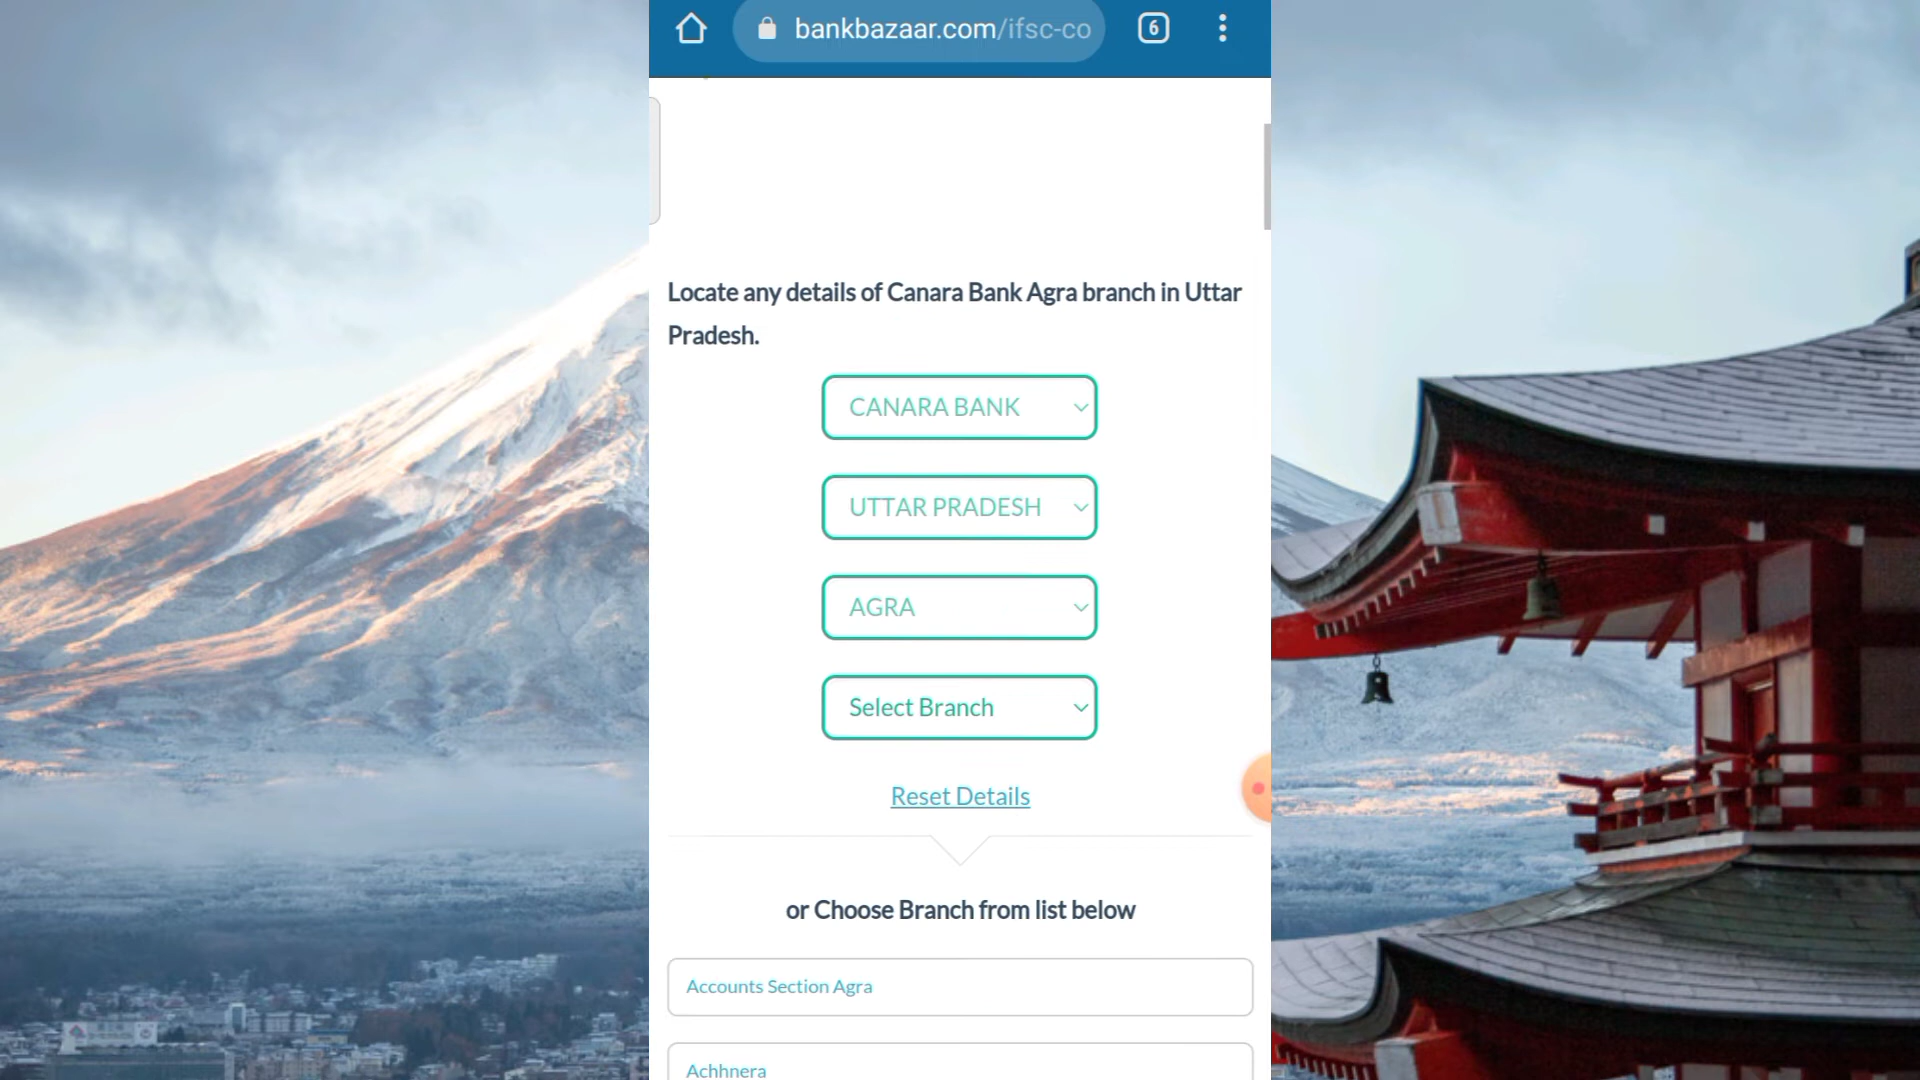 bankbazaar.com/ifsc-co
6
Locate any details of Canara Bank Agra branch in Uttar
Pradesh.
CANARA BANK
UTTAR PRADESH
AGRA
Select Branch
Reset Details
or Choose Branch from list below
Accounts Section Agra
Achhnera